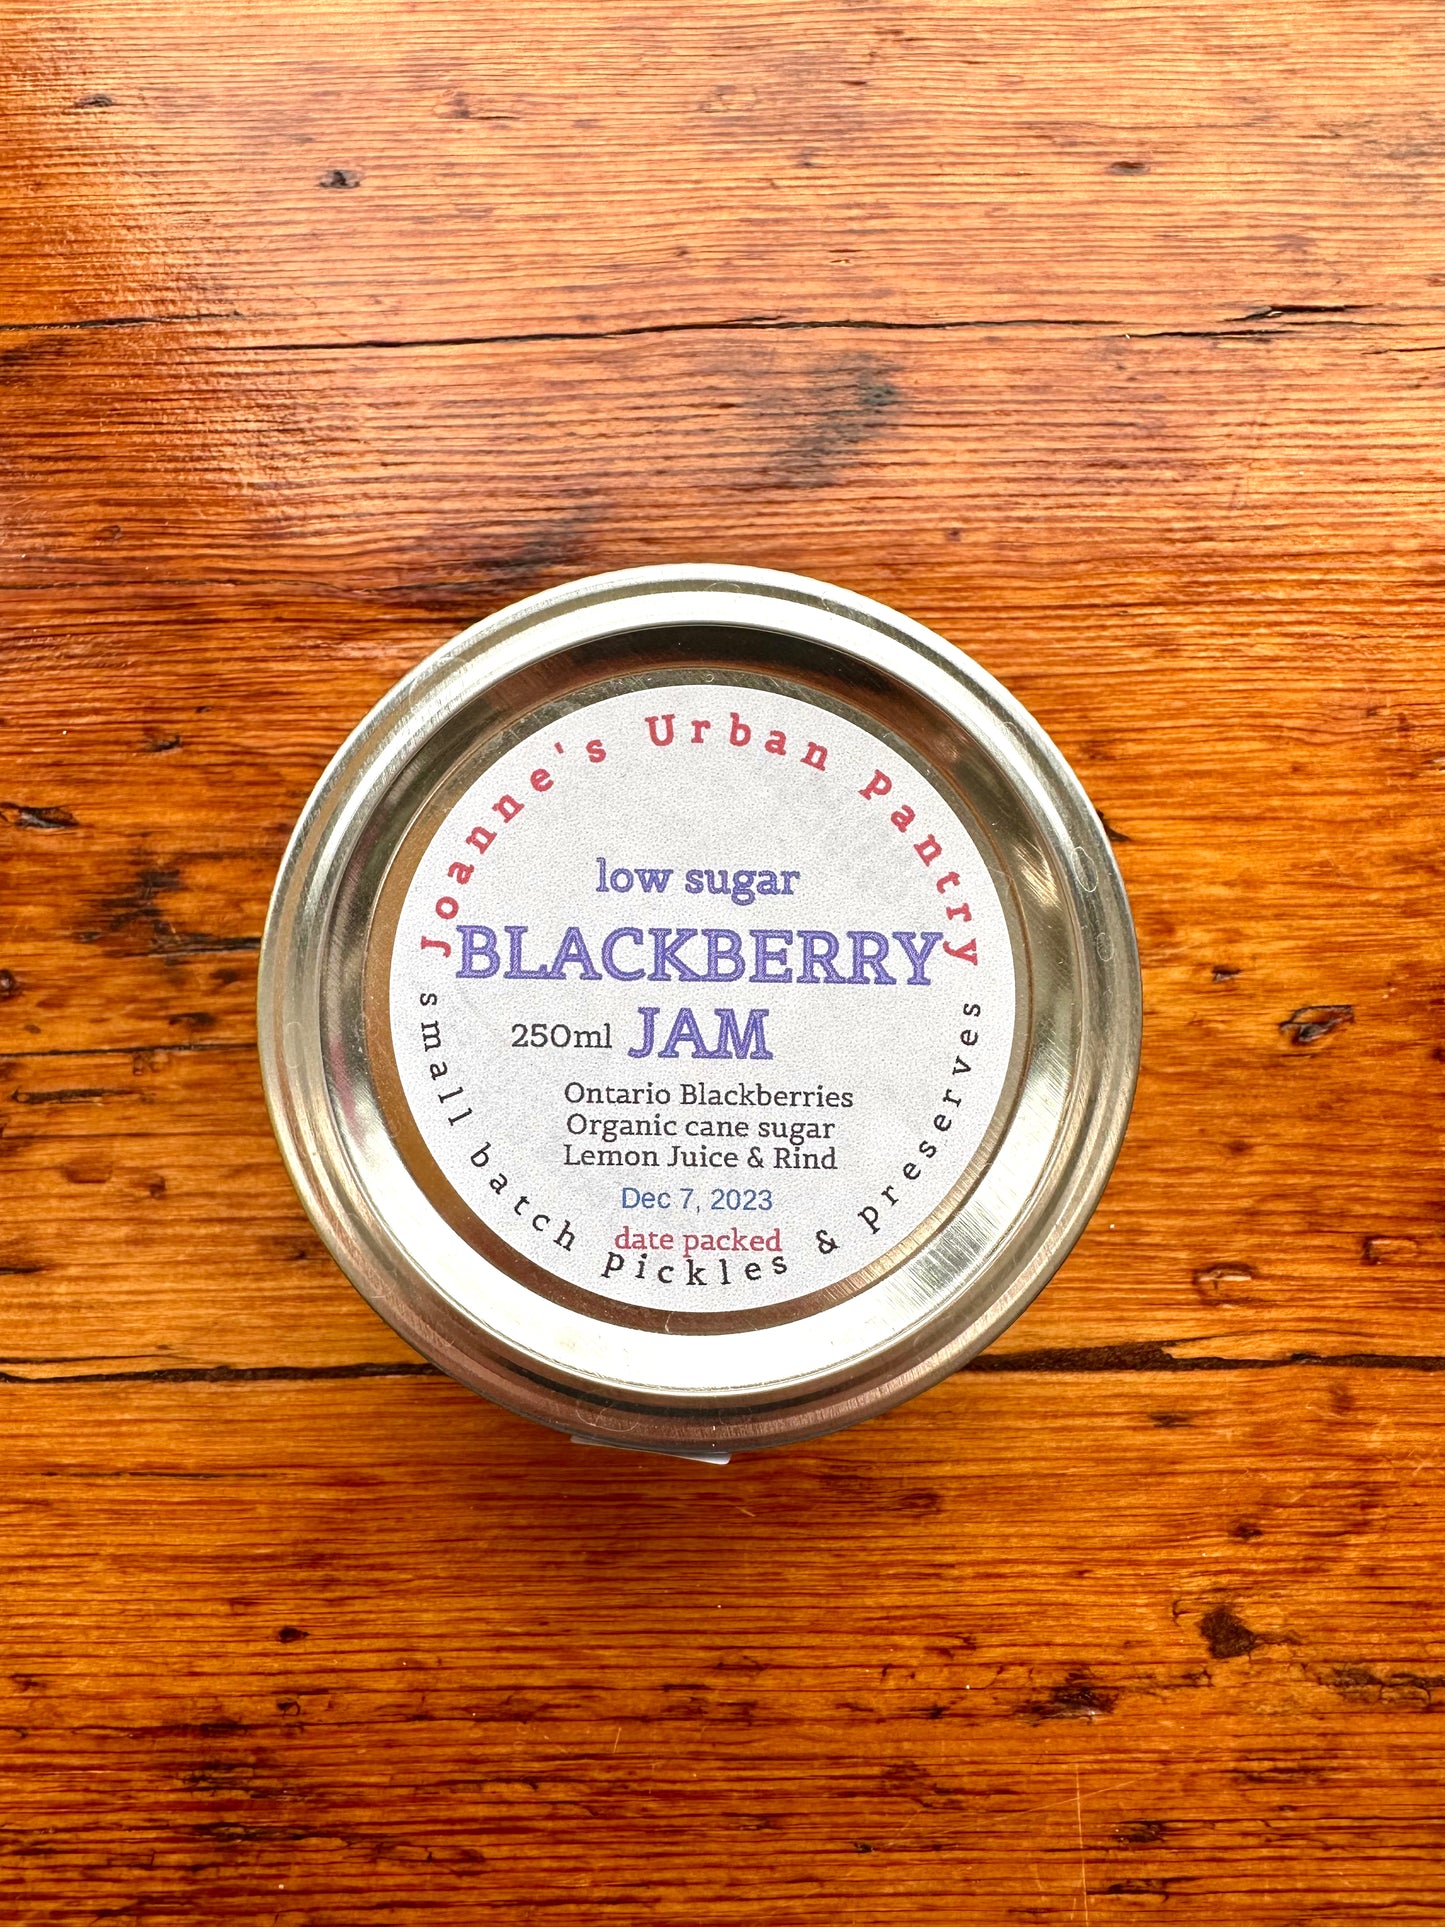 Joanne's Urban Pantry
low sugar
BLACKBERRY
250ml JAM
Ontario Blackberries
Organic cane sugar
Lemon Juice & Rind
Dec 7, 2023
date packed
small batch pickles & preserves